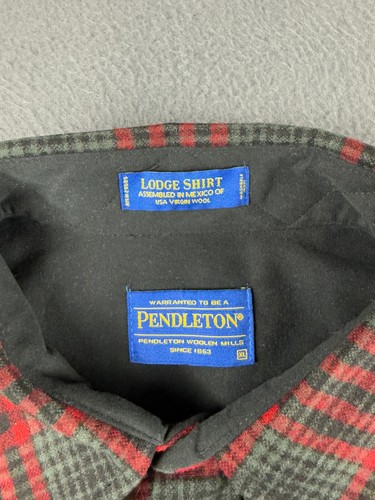 LODGE SHIRT
ASSEMBLED IN MEXICO OF
USA VIRGIN WOOL
WARRANTED TO BE A
PENDLETON®
PENDLETON WOOLEN MILLS
SINCE 1863
XL